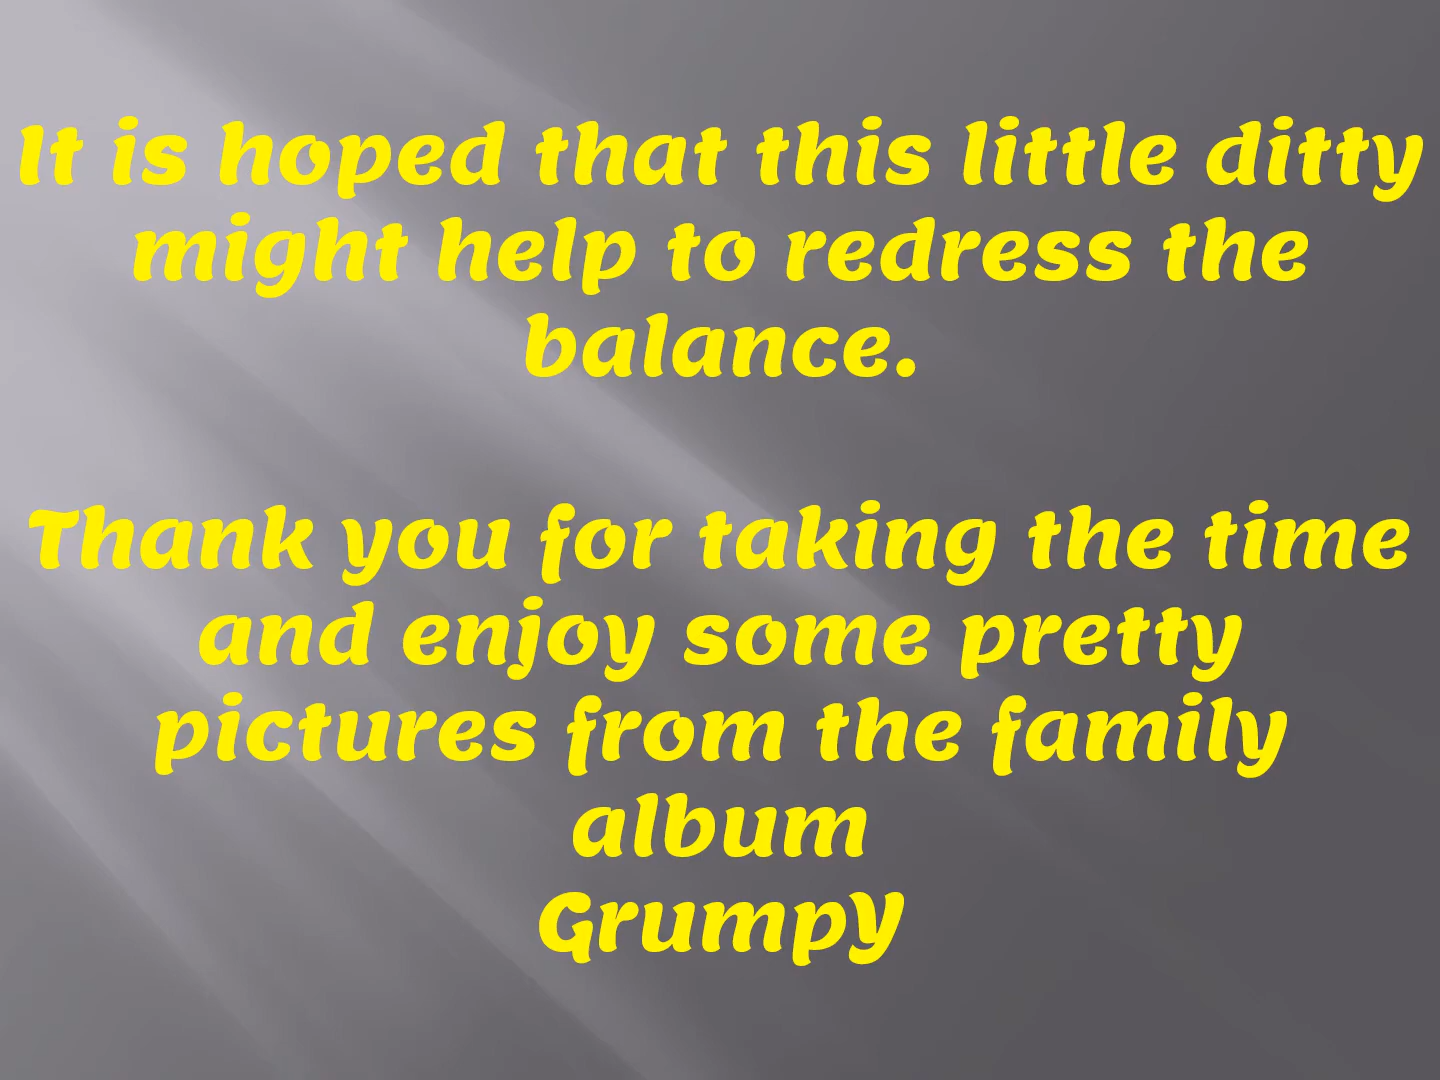 It is hoped that this little ditty
might help to redress the
balance.
Thank you for taking the time
and enjoy some pretty
pictures from the family
album
Grumpy